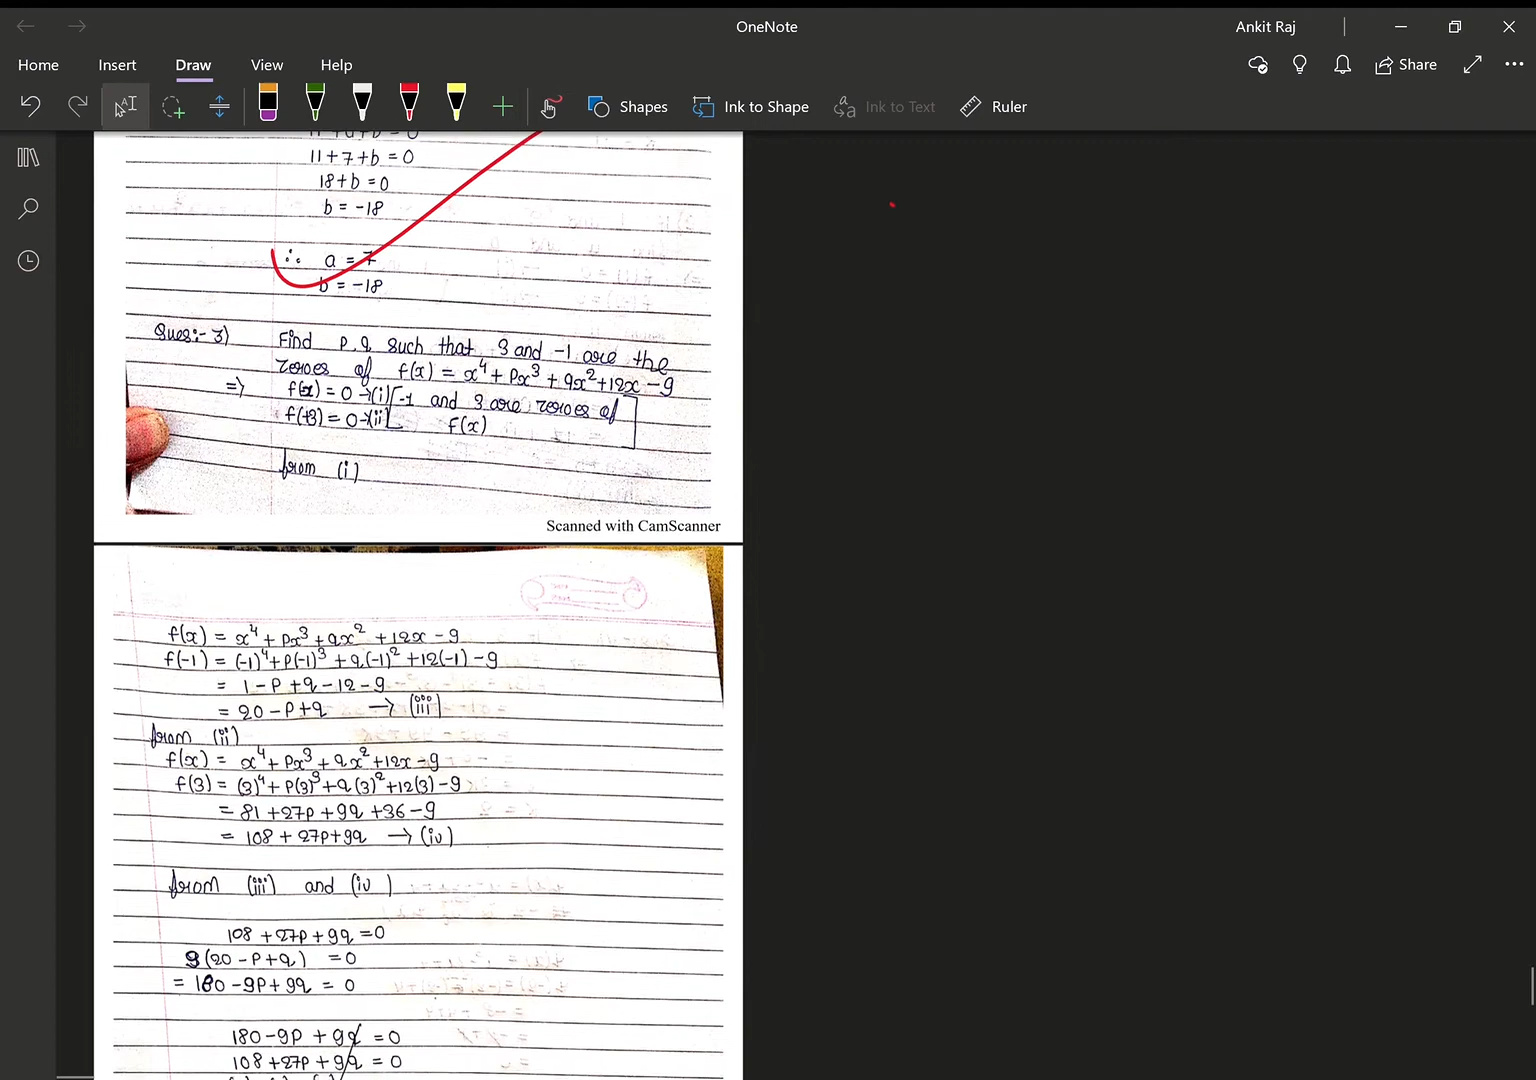 OneNote
Ankit Raj
Home
Insert
Draw
View
Help
Share
Shapes
Ink to Shape
Ink to Text
Ruler
11 + a + b = 0
11 + 7 + b = 0
18 + b = 0
b = -18
∴ a = 7
b = -18
Ques:- 3) Find p, q such that 3 and -1 are the
zeroes of f(x) = x⁴ + Px³ + qx² + 12x - 9
=> f(-1) = 0 →(i) [-1 and 3 are zeroes of
f(+3) = 0 →(ii) f(x)]
from (i)
Scanned with CamScanner
f(x) = x⁴ + Px³ + qx² + 12x - 9
f(-1) = (-1)⁴ + P(-1)³ + q(-1)² + 12(-1) - 9
= 1 - P + q - 12 - 9
= 20 - P + q → (iii)
from (ii)
f(x) = x⁴ + Px³ + qx² + 12x - 9
f(3) = (3)⁴ + P(3)³ + q(3)² + 12(3) - 9
= 81 + 27P + 9q + 36 - 9
= 108 + 27P + 9q → (iv)
from (iii) and (iv)
108 + 27P + 9q = 0
9(20 - P + q) = 0
= 180 - 9P + 9q = 0
180 - 9P + 9q = 0
108 + 27P + 9q = 0